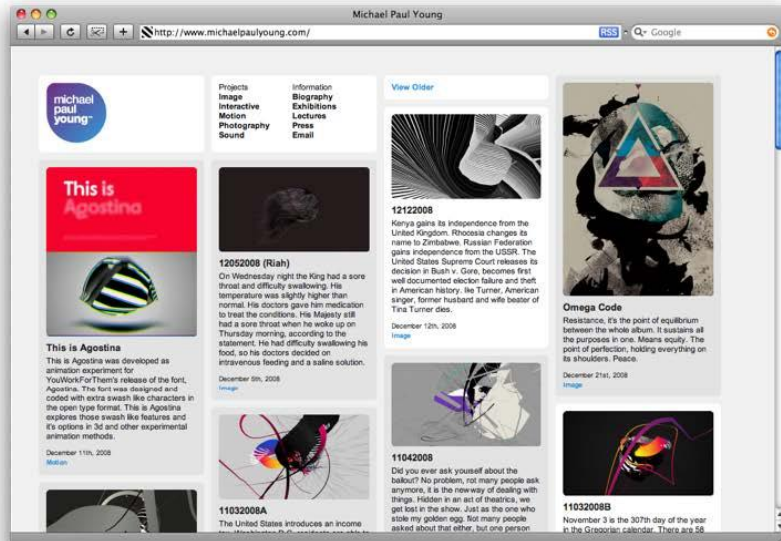 Michael Paul Young
http://www.michaelpaulyoung.com/
RSS
Google
michael
paul
young™
Projects
Image
Interactive
Motion
Photography
Sound
Information
Biography
Exhibitions
Lectures
Press
Email
View Older
This is
Agostina
This is Agostina
This is Agostina was developed as
animation experiment for
YouWorkForThem's release of the font,
Agostina. The font was designed and
coded with extra swash like characters in
the open type format. This is Agostina
explores those swash like features and
it's options in 3d and other experimental
animation methods.
December 11th, 2008
Motion
12052008 (Riah)
On Wednesday night the King had a sore
throat and difficulty swallowing. His
temperature was slightly higher than
normal. His doctors gave him medication
to treat the conditions. His Majesty still
had a sore throat when he woke up on
Thursday morning, according to the
statement. He had difficulty swallowing his
food, so his doctors decided on
intravenous feeding and a saline solution.
December 5th, 2008
Image
11032008A
The United States introduces an income
12122008
Kenya gains its independence from the
United Kingdom. Rhocesia changes its
name to Zimbabwe. Russian Federation
gains independence from the USSR. The
United States Supreme Court releases its
decision in Bush v. Gore, becomes first
well documented election failure and theft
in American history. Ike Turner, American
singer, former husband and wife beater of
Tina Turner dies.
December 12th, 2008
Image
11042008
Did you ever ask youself about the
bailout? No problem, not many people ask
anymore, it is the new way of dealing with
things. Hidden in an act of theatrics, we
get lost in the show. Just as the one who
stole my golden egg. Not many people
asked about that either, but one person
Omega Code
Resistance, it's the point of equilibrium
between the whole album. It sustains all
the purposes in one. Means equity. The
point of perfection, holding everything on
its shoulders. Peace.
December 21st, 2008
Image
11032008B
November 3 is the 307th day of the year
in the Gregorian calendar. There are 58